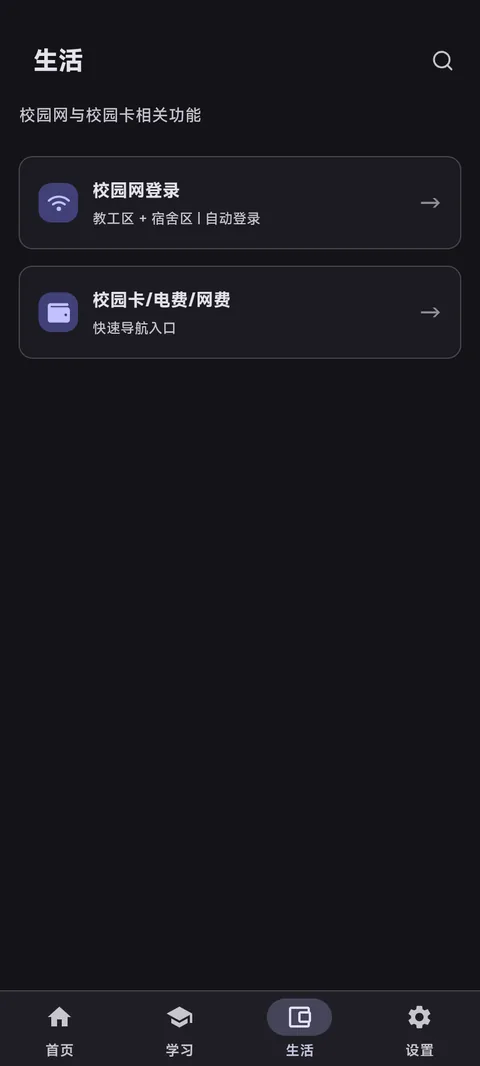 生活
校园网与校园卡相关功能
校园网登录
教工区 + 宿舍区 | 自动登录
校园卡/电费/网费
快速导航入口
首页
学习
生活
设置